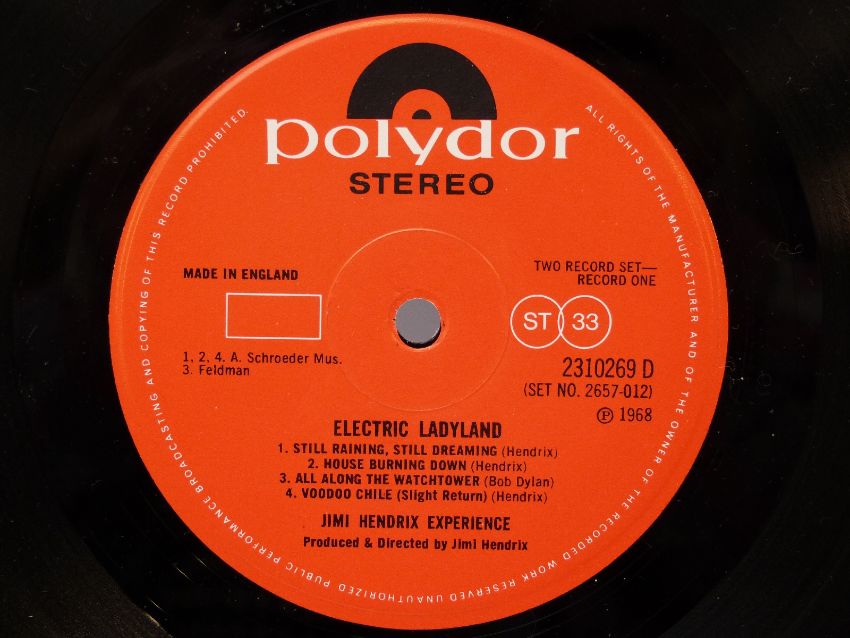 polydor
STEREO
MADE IN ENGLAND
TWO RECORD SET—
RECORD ONE
ST 33
1, 2, 4. A. Schroeder Mus.
3. Feldman
2310269 D
(SET NO. 2657-012)
Ⓟ 1968
ELECTRIC LADYLAND
1. STILL RAINING, STILL DREAMING (Hendrix)
2. HOUSE BURNING DOWN (Hendrix)
3. ALL ALONG THE WATCHTOWER (Bob Dylan)
4. VOODOO CHILE (Slight Return) (Hendrix)
JIMI HENDRIX EXPERIENCE
Produced & Directed by Jimi Hendrix
ALL RIGHTS OF THE MANUFACTURER AND OF THE OWNER OF THE RECORDED WORK RESERVED UNAUTHORIZED PUBLIC PERFORMANCE BROADCASTING AND COPYING OF THIS RECORD PROHIBITED.